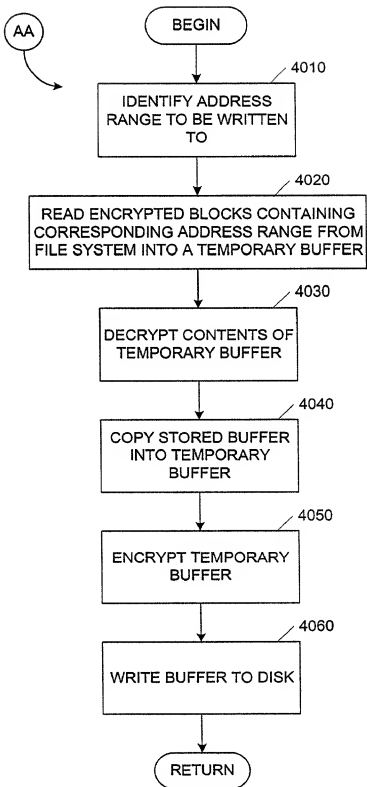 AA
BEGIN
4010
IDENTIFY ADDRESS
RANGE TO BE WRITTEN
TO
4020
READ ENCRYPTED BLOCKS CONTAINING
CORRESPONDING ADDRESS RANGE FROM
FILE SYSTEM INTO A TEMPORARY BUFFER
4030
DECRYPT CONTENTS OF
TEMPORARY BUFFER
4040
COPY STORED BUFFER
INTO TEMPORARY
BUFFER
4050
ENCRYPT TEMPORARY
BUFFER
4060
WRITE BUFFER TO DISK
RETURN